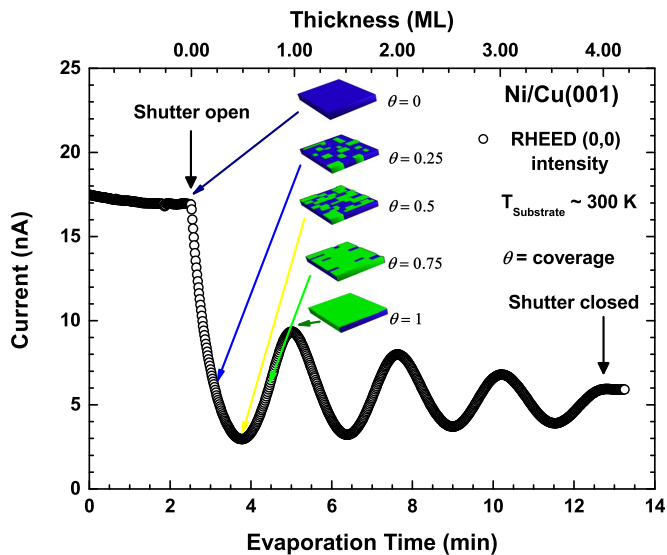 Thickness (ML)
0.00 1.00 2.00 3.00 4.00
25
20
15
10
5
0
Current (nA)
Shutter open
θ = 0
θ = 0.25
θ = 0.5
θ = 0.75
θ = 1
Ni/Cu(001)
RHEED (0,0)
intensity
T Substrate ~ 300 K
θ = coverage
Shutter closed
0 2 4 6 8 10 12 14
Evaporation Time (min)